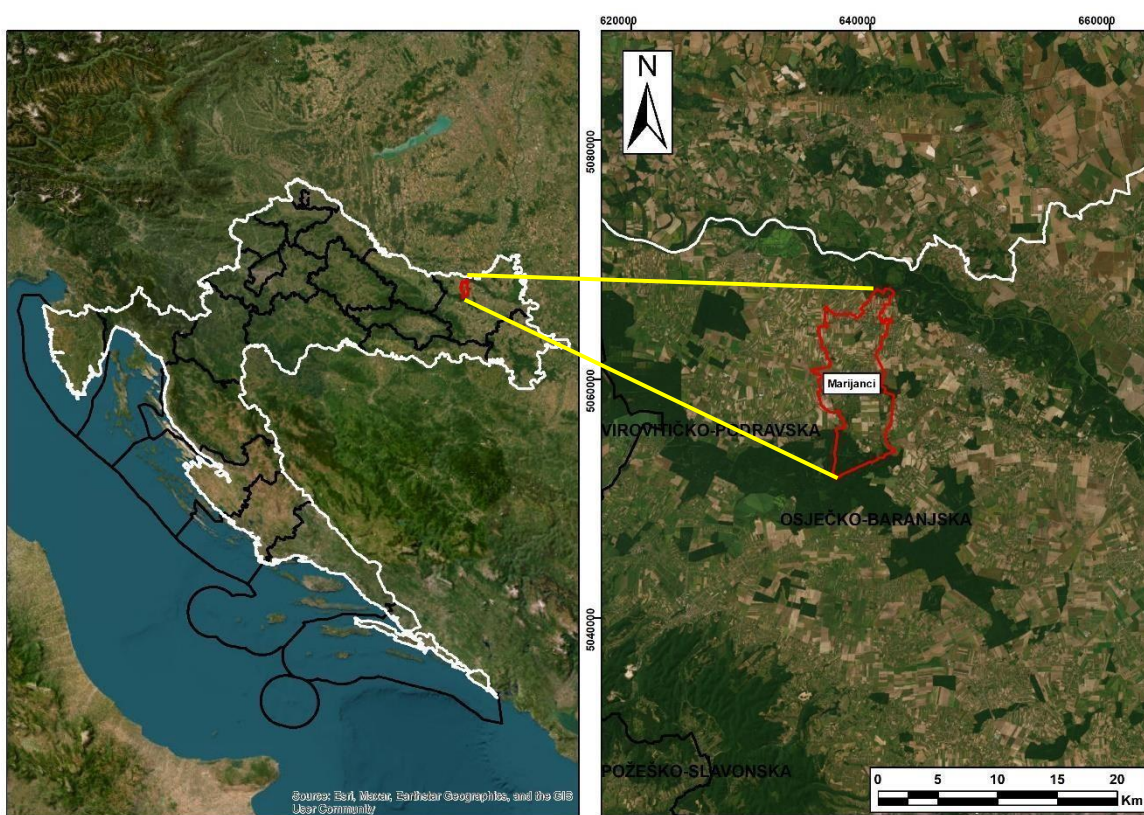 620000 640000 660000
N
5080000
5060000
Marijanci
VIROVITIČKO-PODRAVSKA
OSJEČKO-BARANJSKA
5040000
POŽEŠKO-SLAVONSKA
0 5 10 15 20
Km
Source: Esri, Maxar, Earthstar Geographics, and the GIS
User Community